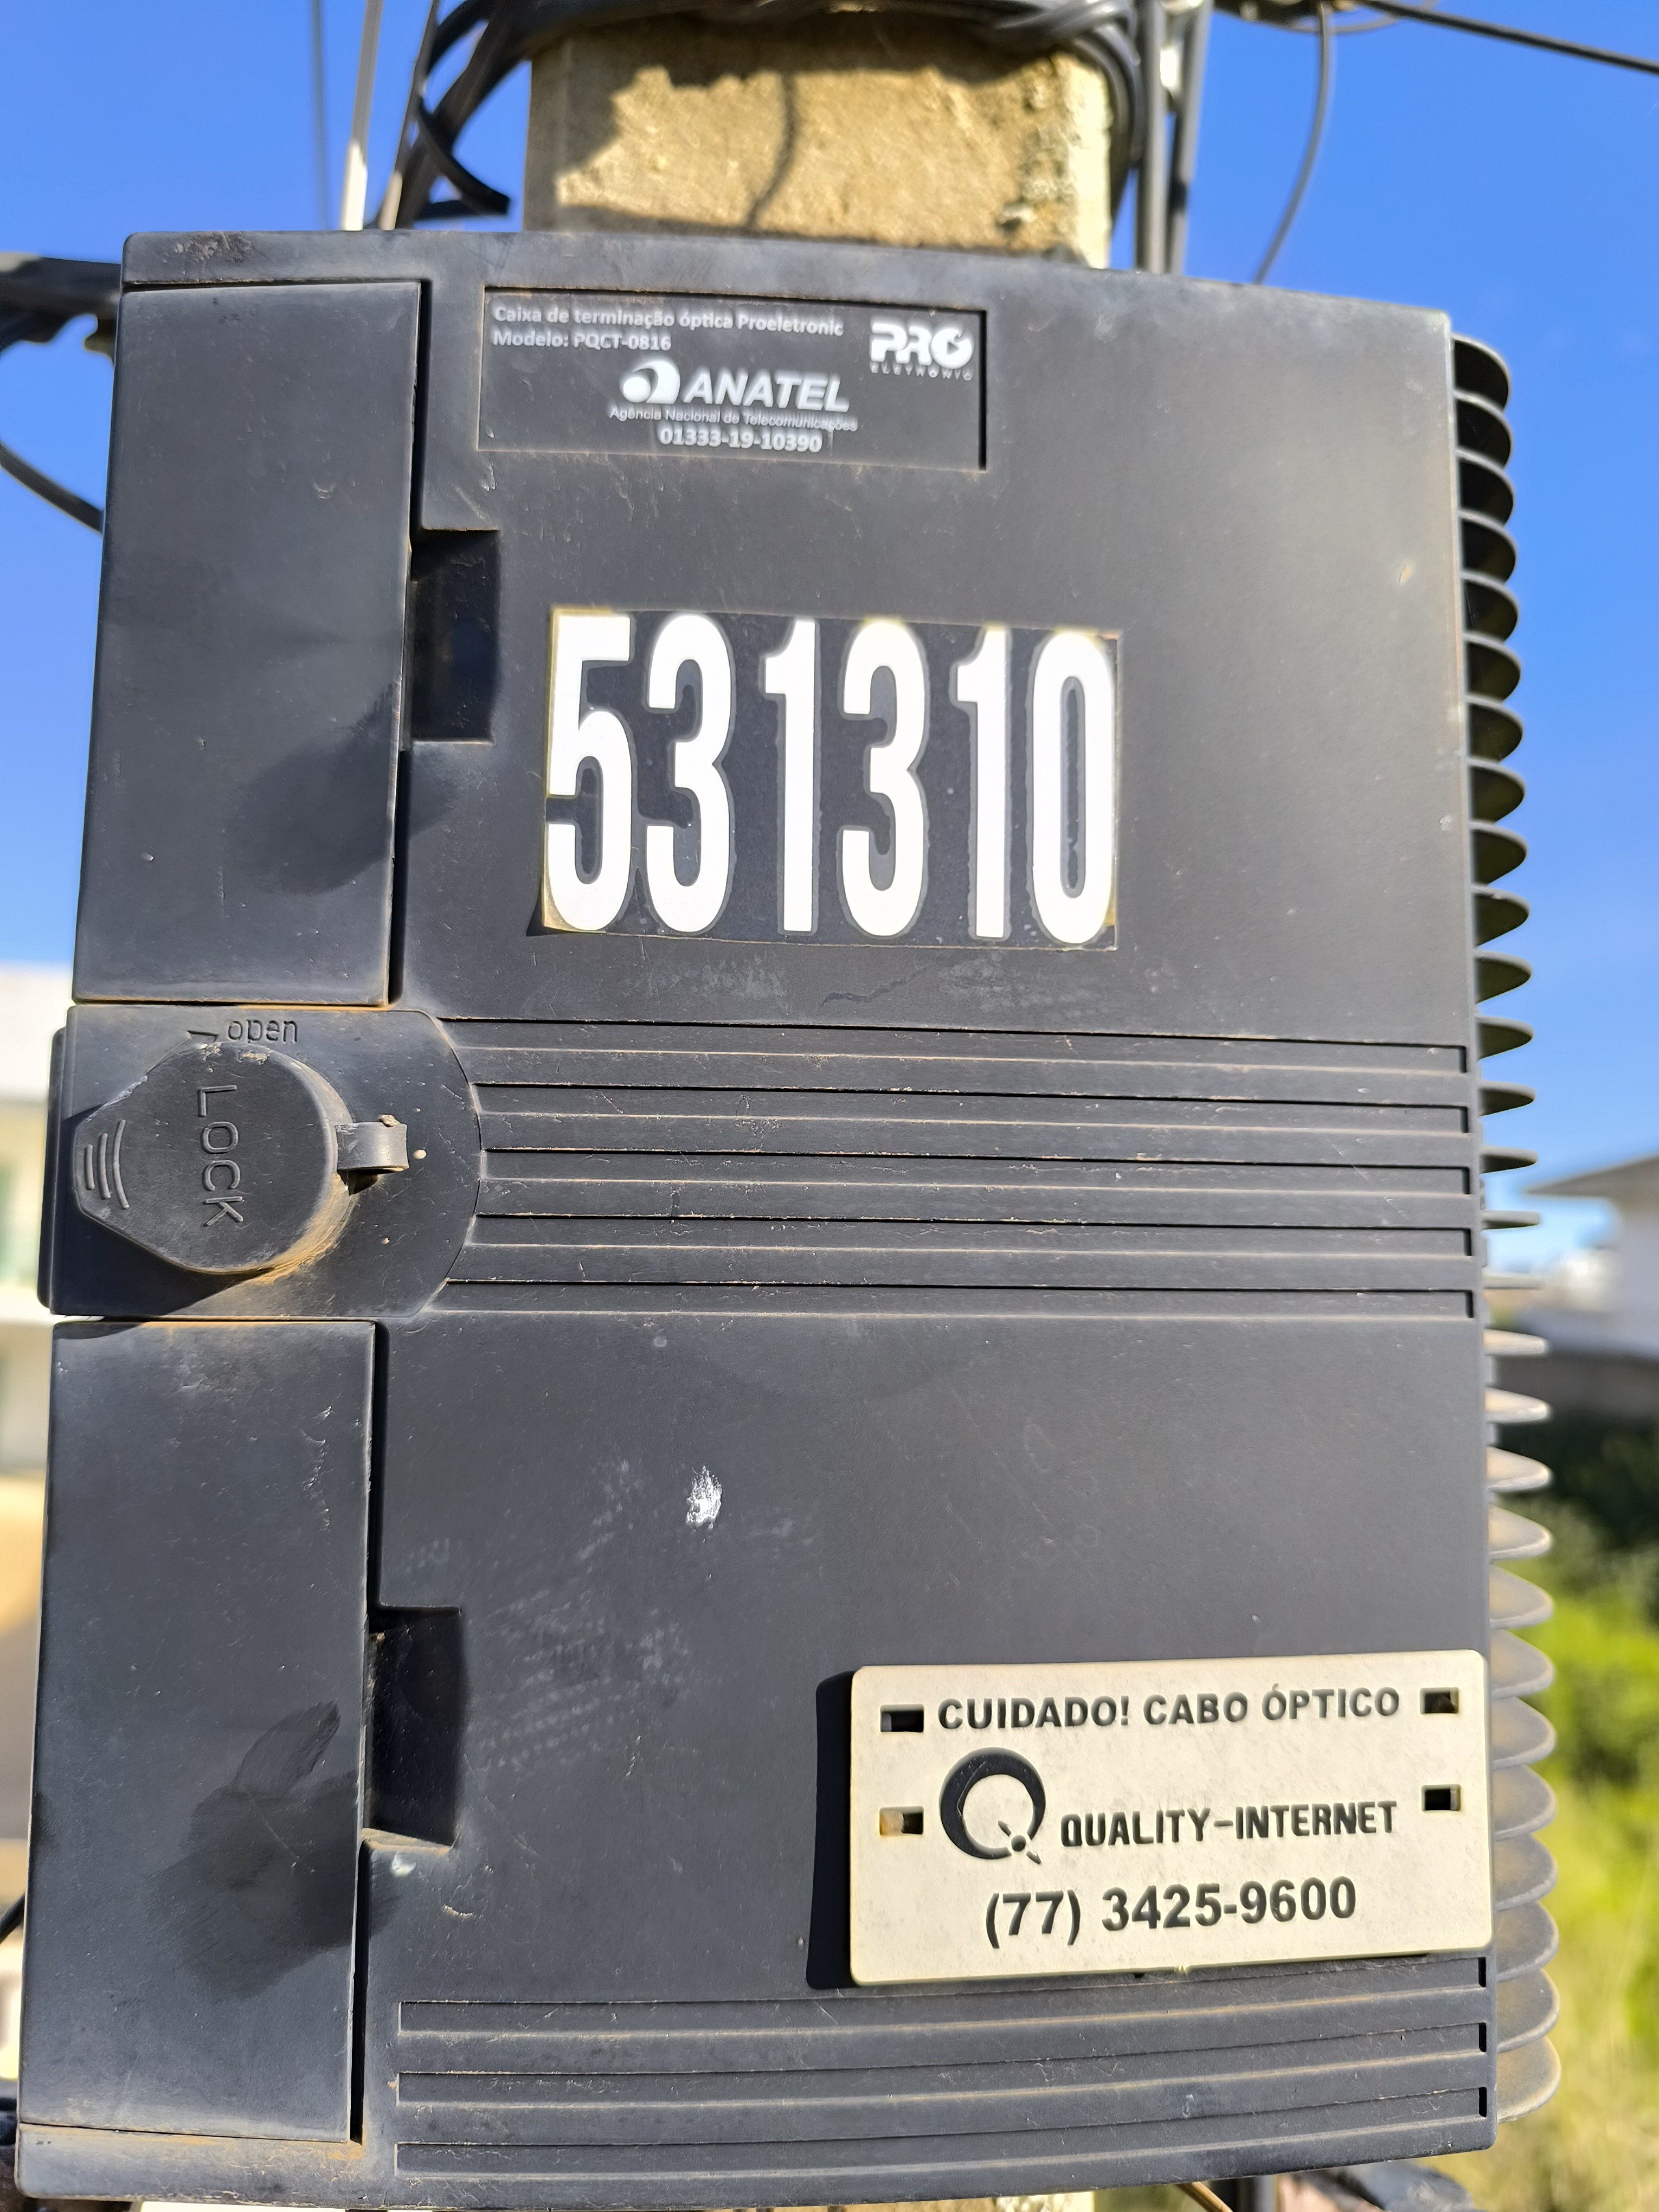 Caixa de terminação óptica Proeletronic
Modelo: PQCT-0816
PRO
ELETRONIC
ANATEL
Agência Nacional de Telecomunicações
01333-19-10390
531310
open
LOCK
CUIDADO! CABO ÓPTICO
QUALITY-INTERNET
(77) 3425-9600